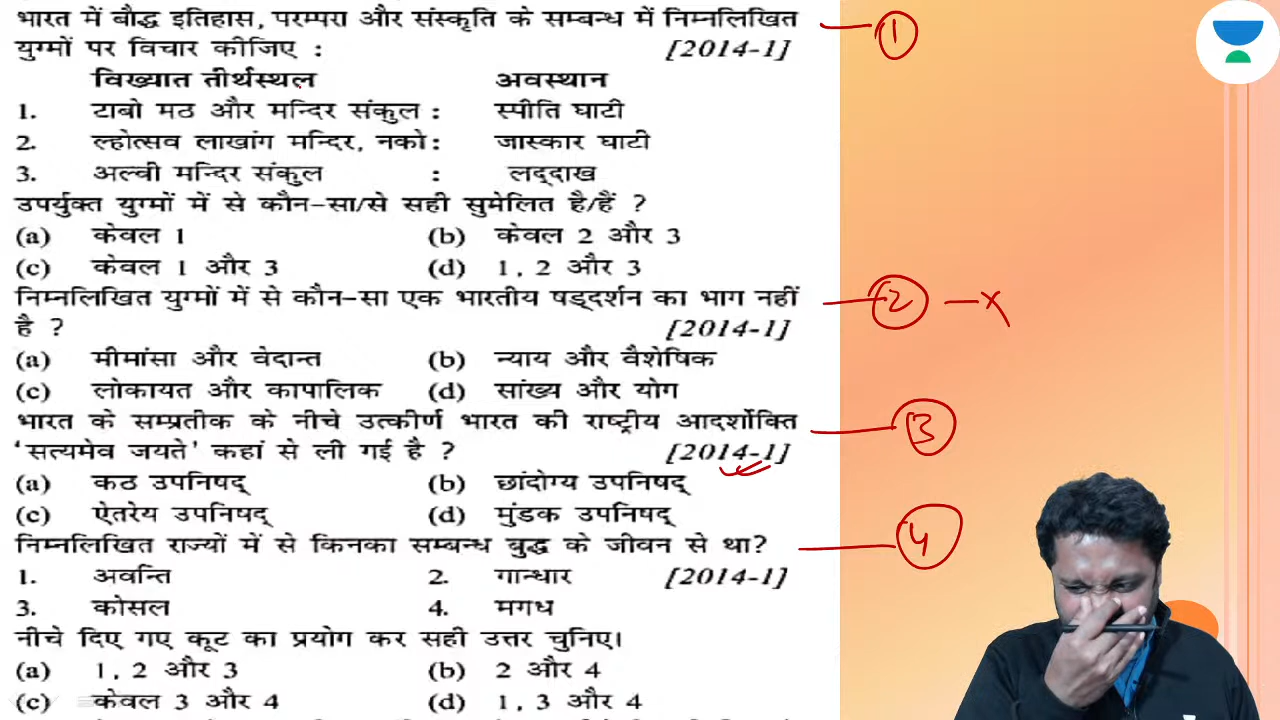 भारत में बौद्ध इतिहास, परम्परा और संस्कृति के सम्बन्ध में निम्नलिखित
युग्मों पर विचार कीजिए : [2014-1]
विख्यात तीर्थस्थल अवस्थान
1. टाबो मठ और मन्दिर संकुल : स्पीति घाटी
2. ल्होत्सव लाखांग मन्दिर, नको : जास्कार घाटी
3. अल्ची मन्दिर संकुल : लद्दाख
उपर्युक्त युग्मों में से कौन-सा/से सही सुमेलित है/हैं ?
(a) केवल 1 (b) केवल 2 और 3
(c) केवल 1 और 3 (d) 1, 2 और 3
निम्नलिखित युग्मों में से कौन-सा एक भारतीय षड्दर्शन का भाग नहीं
है ? [2014-1]
(a) मीमांसा और वेदान्त (b) न्याय और वैशेषिक
(c) लोकायत और कापालिक (d) सांख्य और योग
भारत के सम्प्रतीक के नीचे उत्कीर्ण भारत की राष्ट्रीय आदर्शोक्ति
'सत्यमेव जयते' कहां से ली गई है ? [2014-1]
(a) कठ उपनिषद् (b) छांदोग्य उपनिषद्
(c) ऐतरेय उपनिषद् (d) मुंडक उपनिषद्
निम्नलिखित राज्यों में से किनका सम्बन्ध बुद्ध के जीवन से था?
1. अवन्ति 2. गान्धार [2014-1]
3. कोसल 4. मगध
नीचे दिए गए कूट का प्रयोग कर सही उत्तर चुनिए।
(a) 1, 2 और 3 (b) 2 और 4
(c) केवल 3 और 4 (d) 1, 3 और 4
1
2 – x
3
4